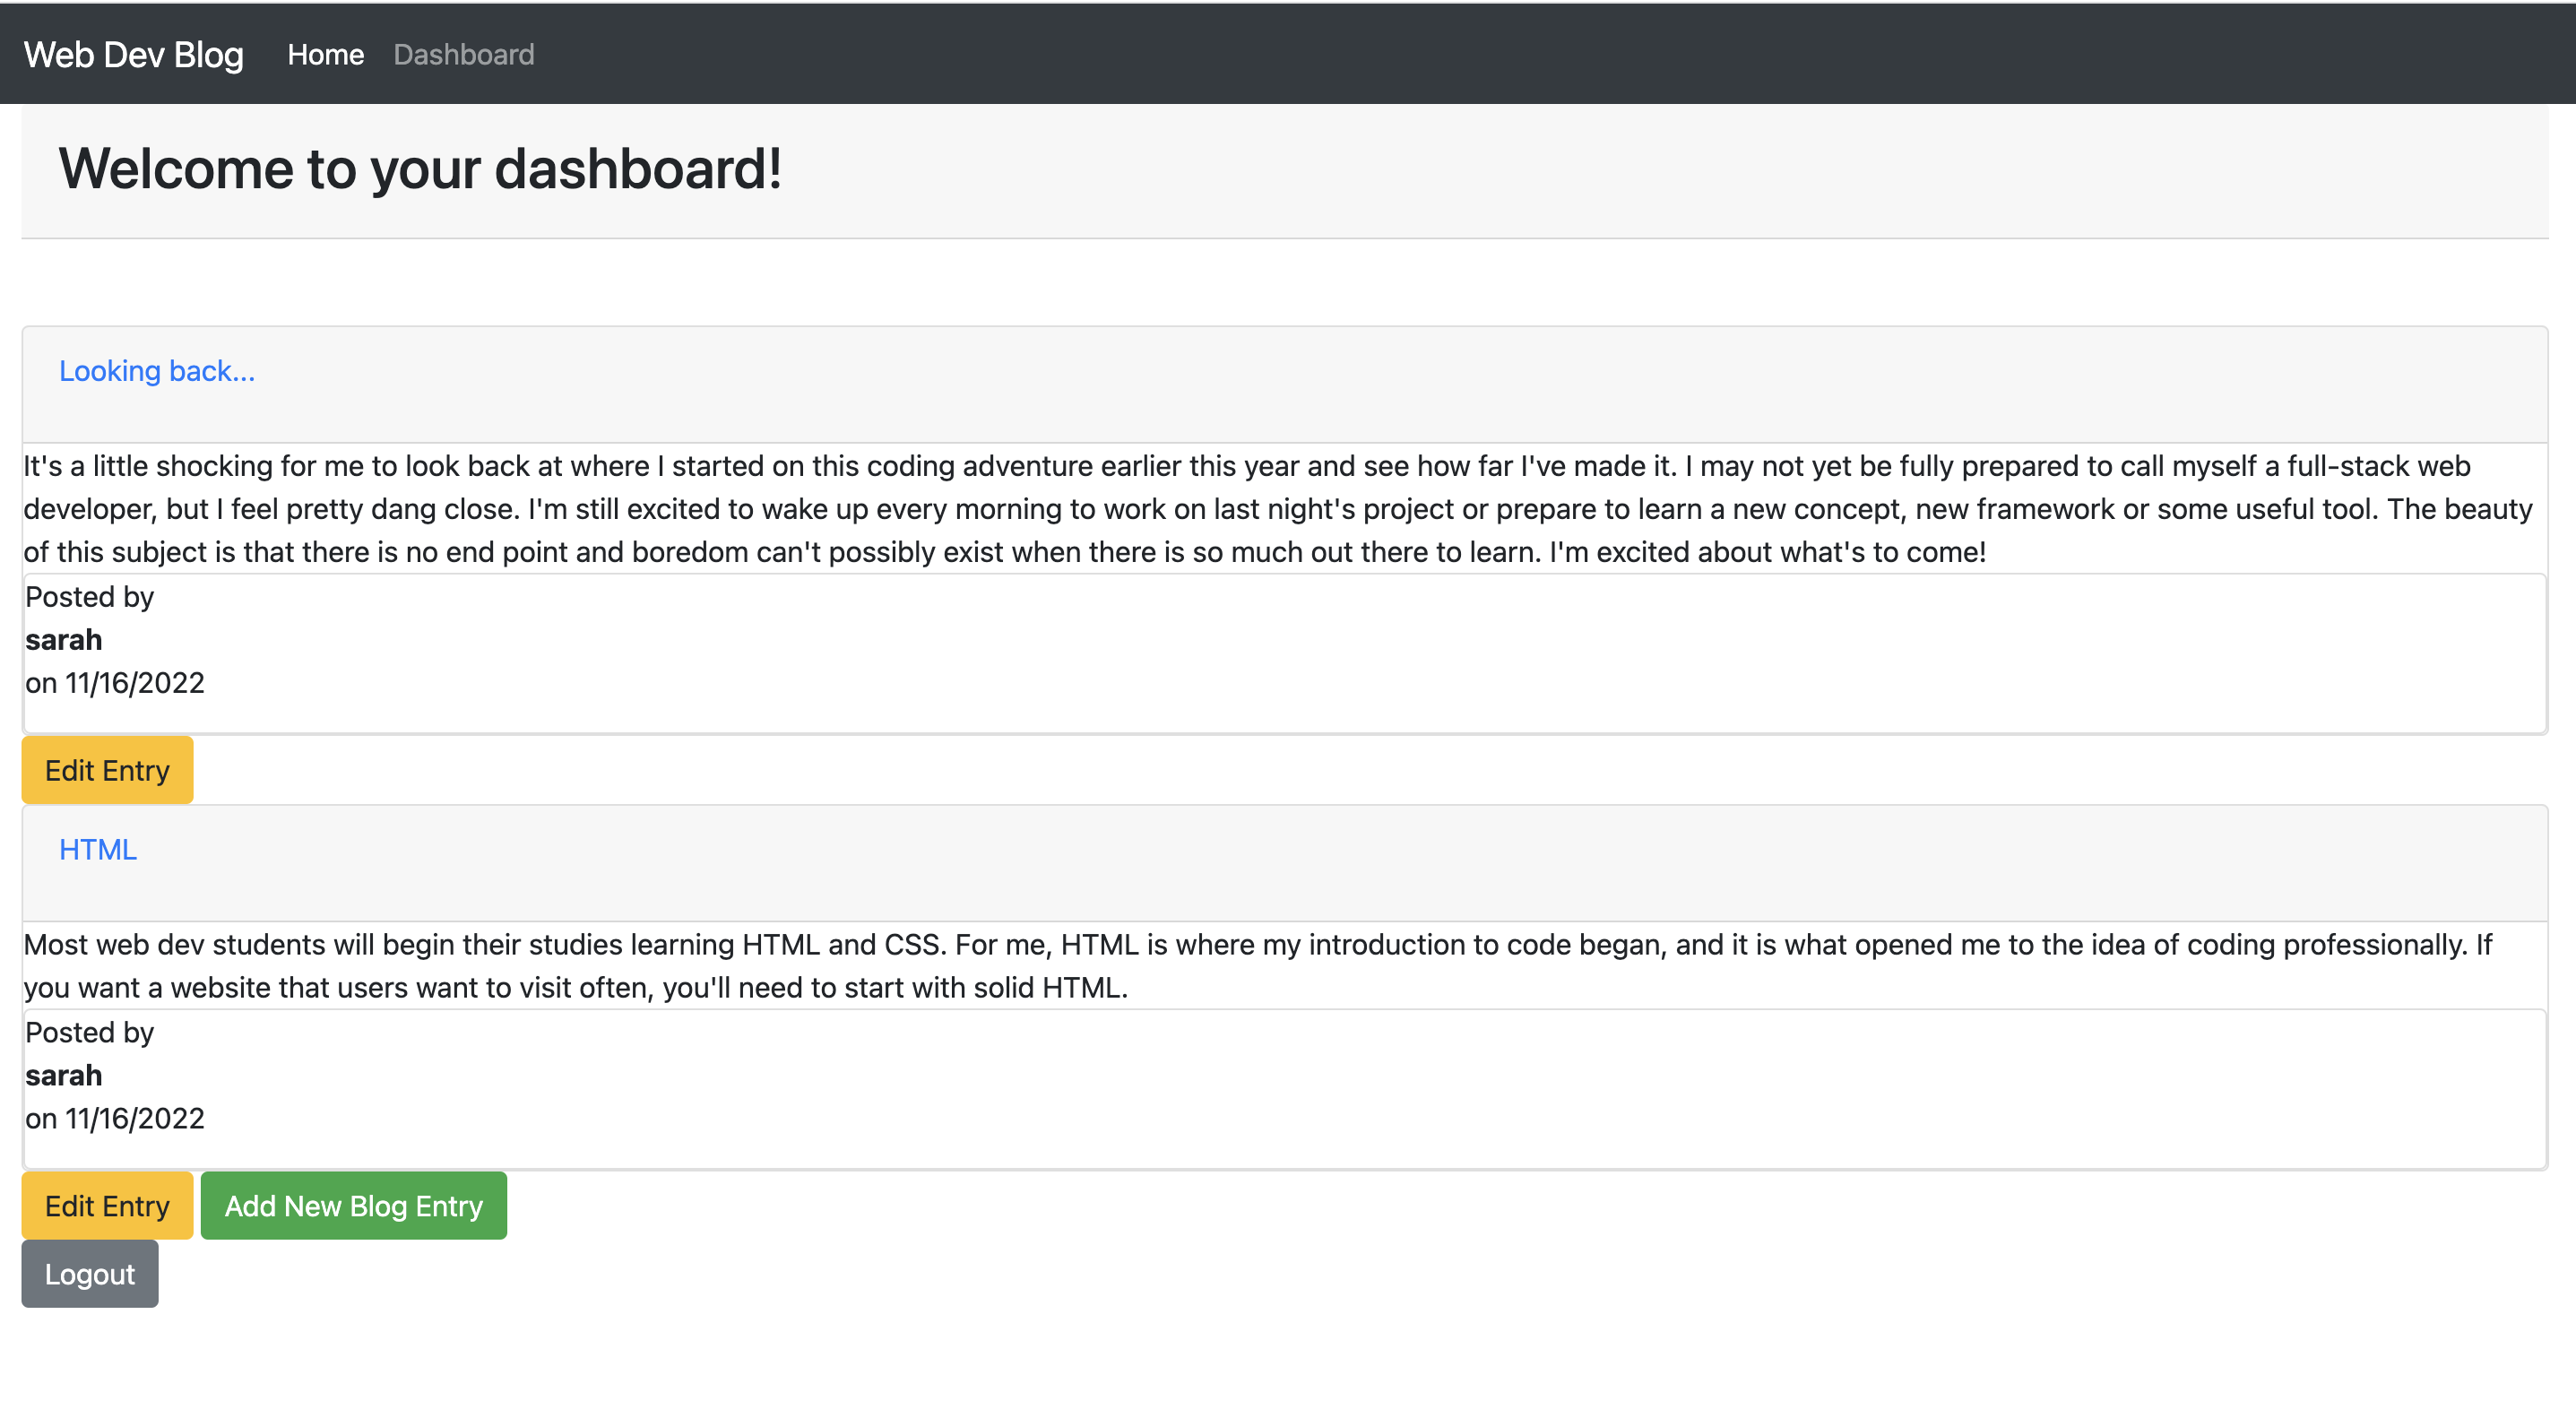 Web Dev Blog Home Dashboard
Welcome to your dashboard!
Looking back...
It's a little shocking for me to look back at where I started on this coding adventure earlier this year and see how far I've made it. I may not yet be fully prepared to call myself a full-stack web
developer, but I feel pretty dang close. I'm still excited to wake up every morning to work on last night's project or prepare to learn a new concept, new framework or some useful tool. The beauty
of this subject is that there is no end point and boredom can't possibly exist when there is so much out there to learn. I'm excited about what's to come!
Posted by
sarah
on 11/16/2022
Edit Entry
HTML
Most web dev students will begin their studies learning HTML and CSS. For me, HTML is where my introduction to code began, and it is what opened me to the idea of coding professionally. If
you want a website that users want to visit often, you'll need to start with solid HTML.
Posted by
sarah
on 11/16/2022
Edit Entry Add New Blog Entry
Logout